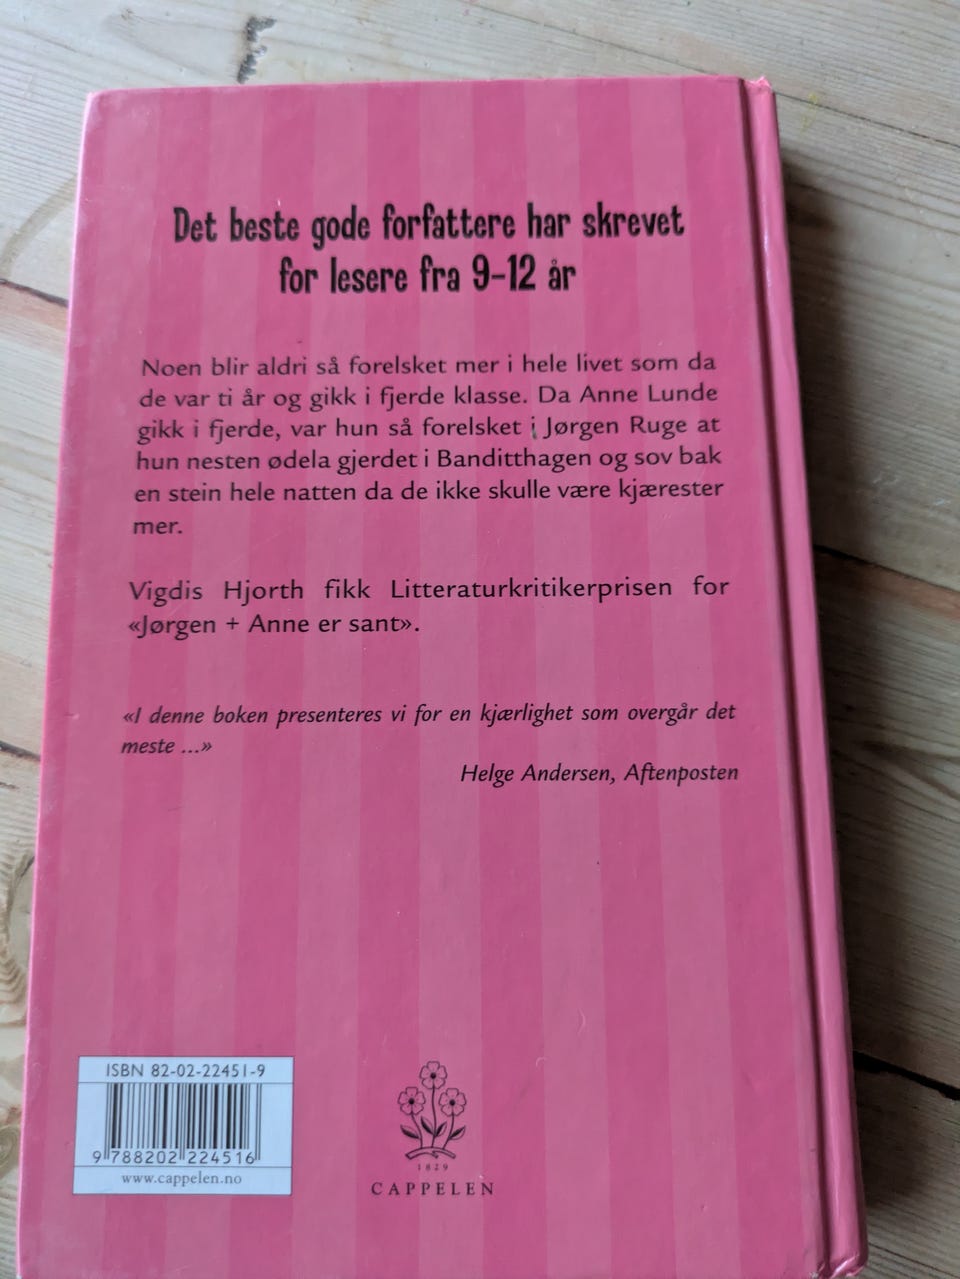 Det beste gode forfattere har skrevet
for lesere fra 9-12 år
Noen blir aldri så forelsket mer i hele livet som da
de var ti år og gikk i fjerde klasse. Da Anne Lunde
gikk i fjerde, var hun så forelsket i Jørgen Ruge at
hun nesten ødela gjerdet i Banditthagen og sov bak
en stein hele natten da de ikke skulle være kjærester
mer.
Vigdis Hjorth fikk Litteraturkritikerprisen for
«Jørgen + Anne er sant».
«I denne boken presenteres vi for en kjærlighet som overgår det
meste ...»
Helge Andersen, Aftenposten
ISBN 82-02-22451-9
9 788202 224516
www.cappelen.no
1829
CAPPELEN